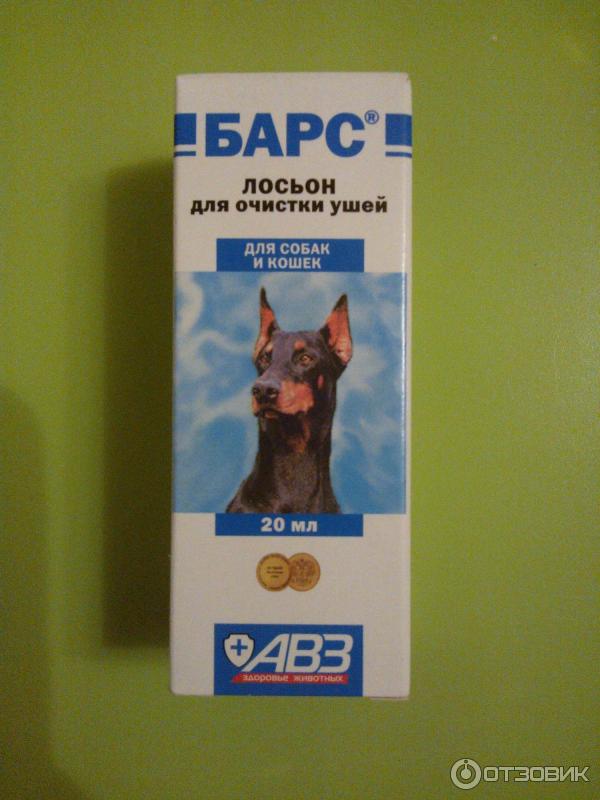 БАРС®
ЛОСЬОН
для очистки ушей
ДЛЯ СОБАК
И КОШЕК
20 мл
АВЗ
здоровье животных
ОТЗОВИК